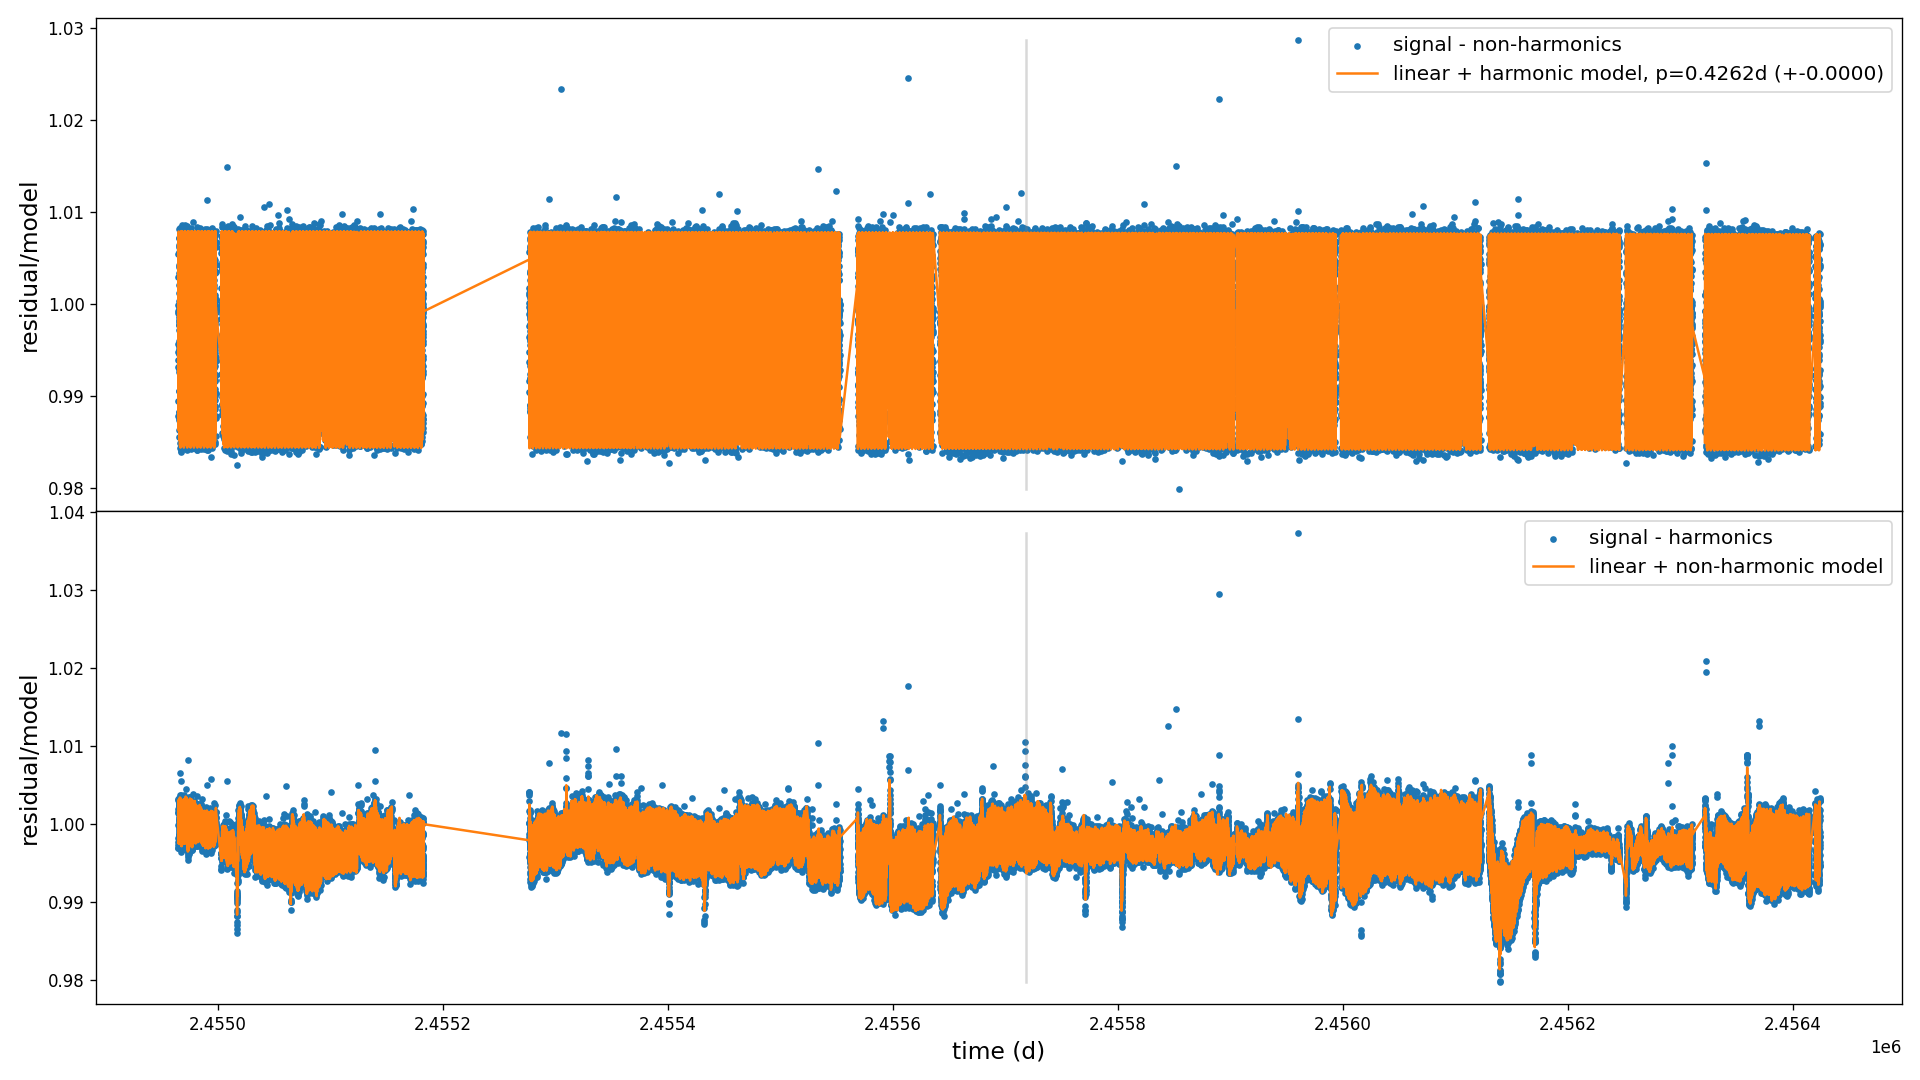 1.03
1.02
1.01
1.00
0.99
0.98
residual/model
signal - non-harmonics
linear + harmonic model, p=0.4262d (+-0.0000)
1.04
1.03
1.02
1.01
1.00
0.99
0.98
residual/model
signal - harmonics
linear + non-harmonic model
2.4550 2.4552 2.4554 2.4556 2.4558 2.4560 2.4562 2.4564
1e6
time (d)